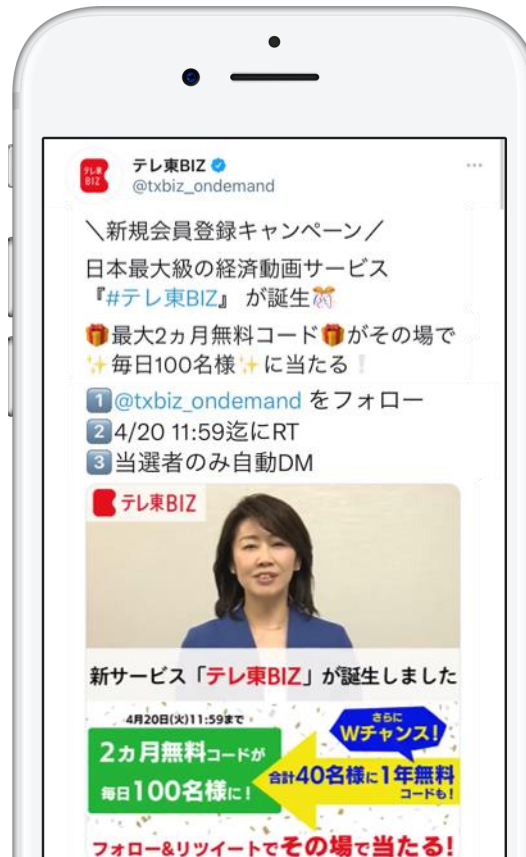 テレ東
BIZ
テレ東BIZ
@txbiz_ondemand
＼新規会員登録キャンペーン／
日本最大級の経済動画サービス
『#テレ東BIZ』 が誕生🎊
🎁最大2ヵ月無料コード🎁がその場で
✨毎日100名様✨に当たる❕
1️⃣@txbiz_ondemand をフォロー
2️⃣4/20 11:59迄にRT
3️⃣当選者のみ自動DM
テレ東BIZ
新サービス「テレ東BIZ」が誕生しました
4月20日(火)11:59まで
2ヵ月無料コードが
毎日100名様に!
さらに
Wチャンス!
合計40名様に1年無料
コードも!
フォロー&リツイートでその場で当たる!